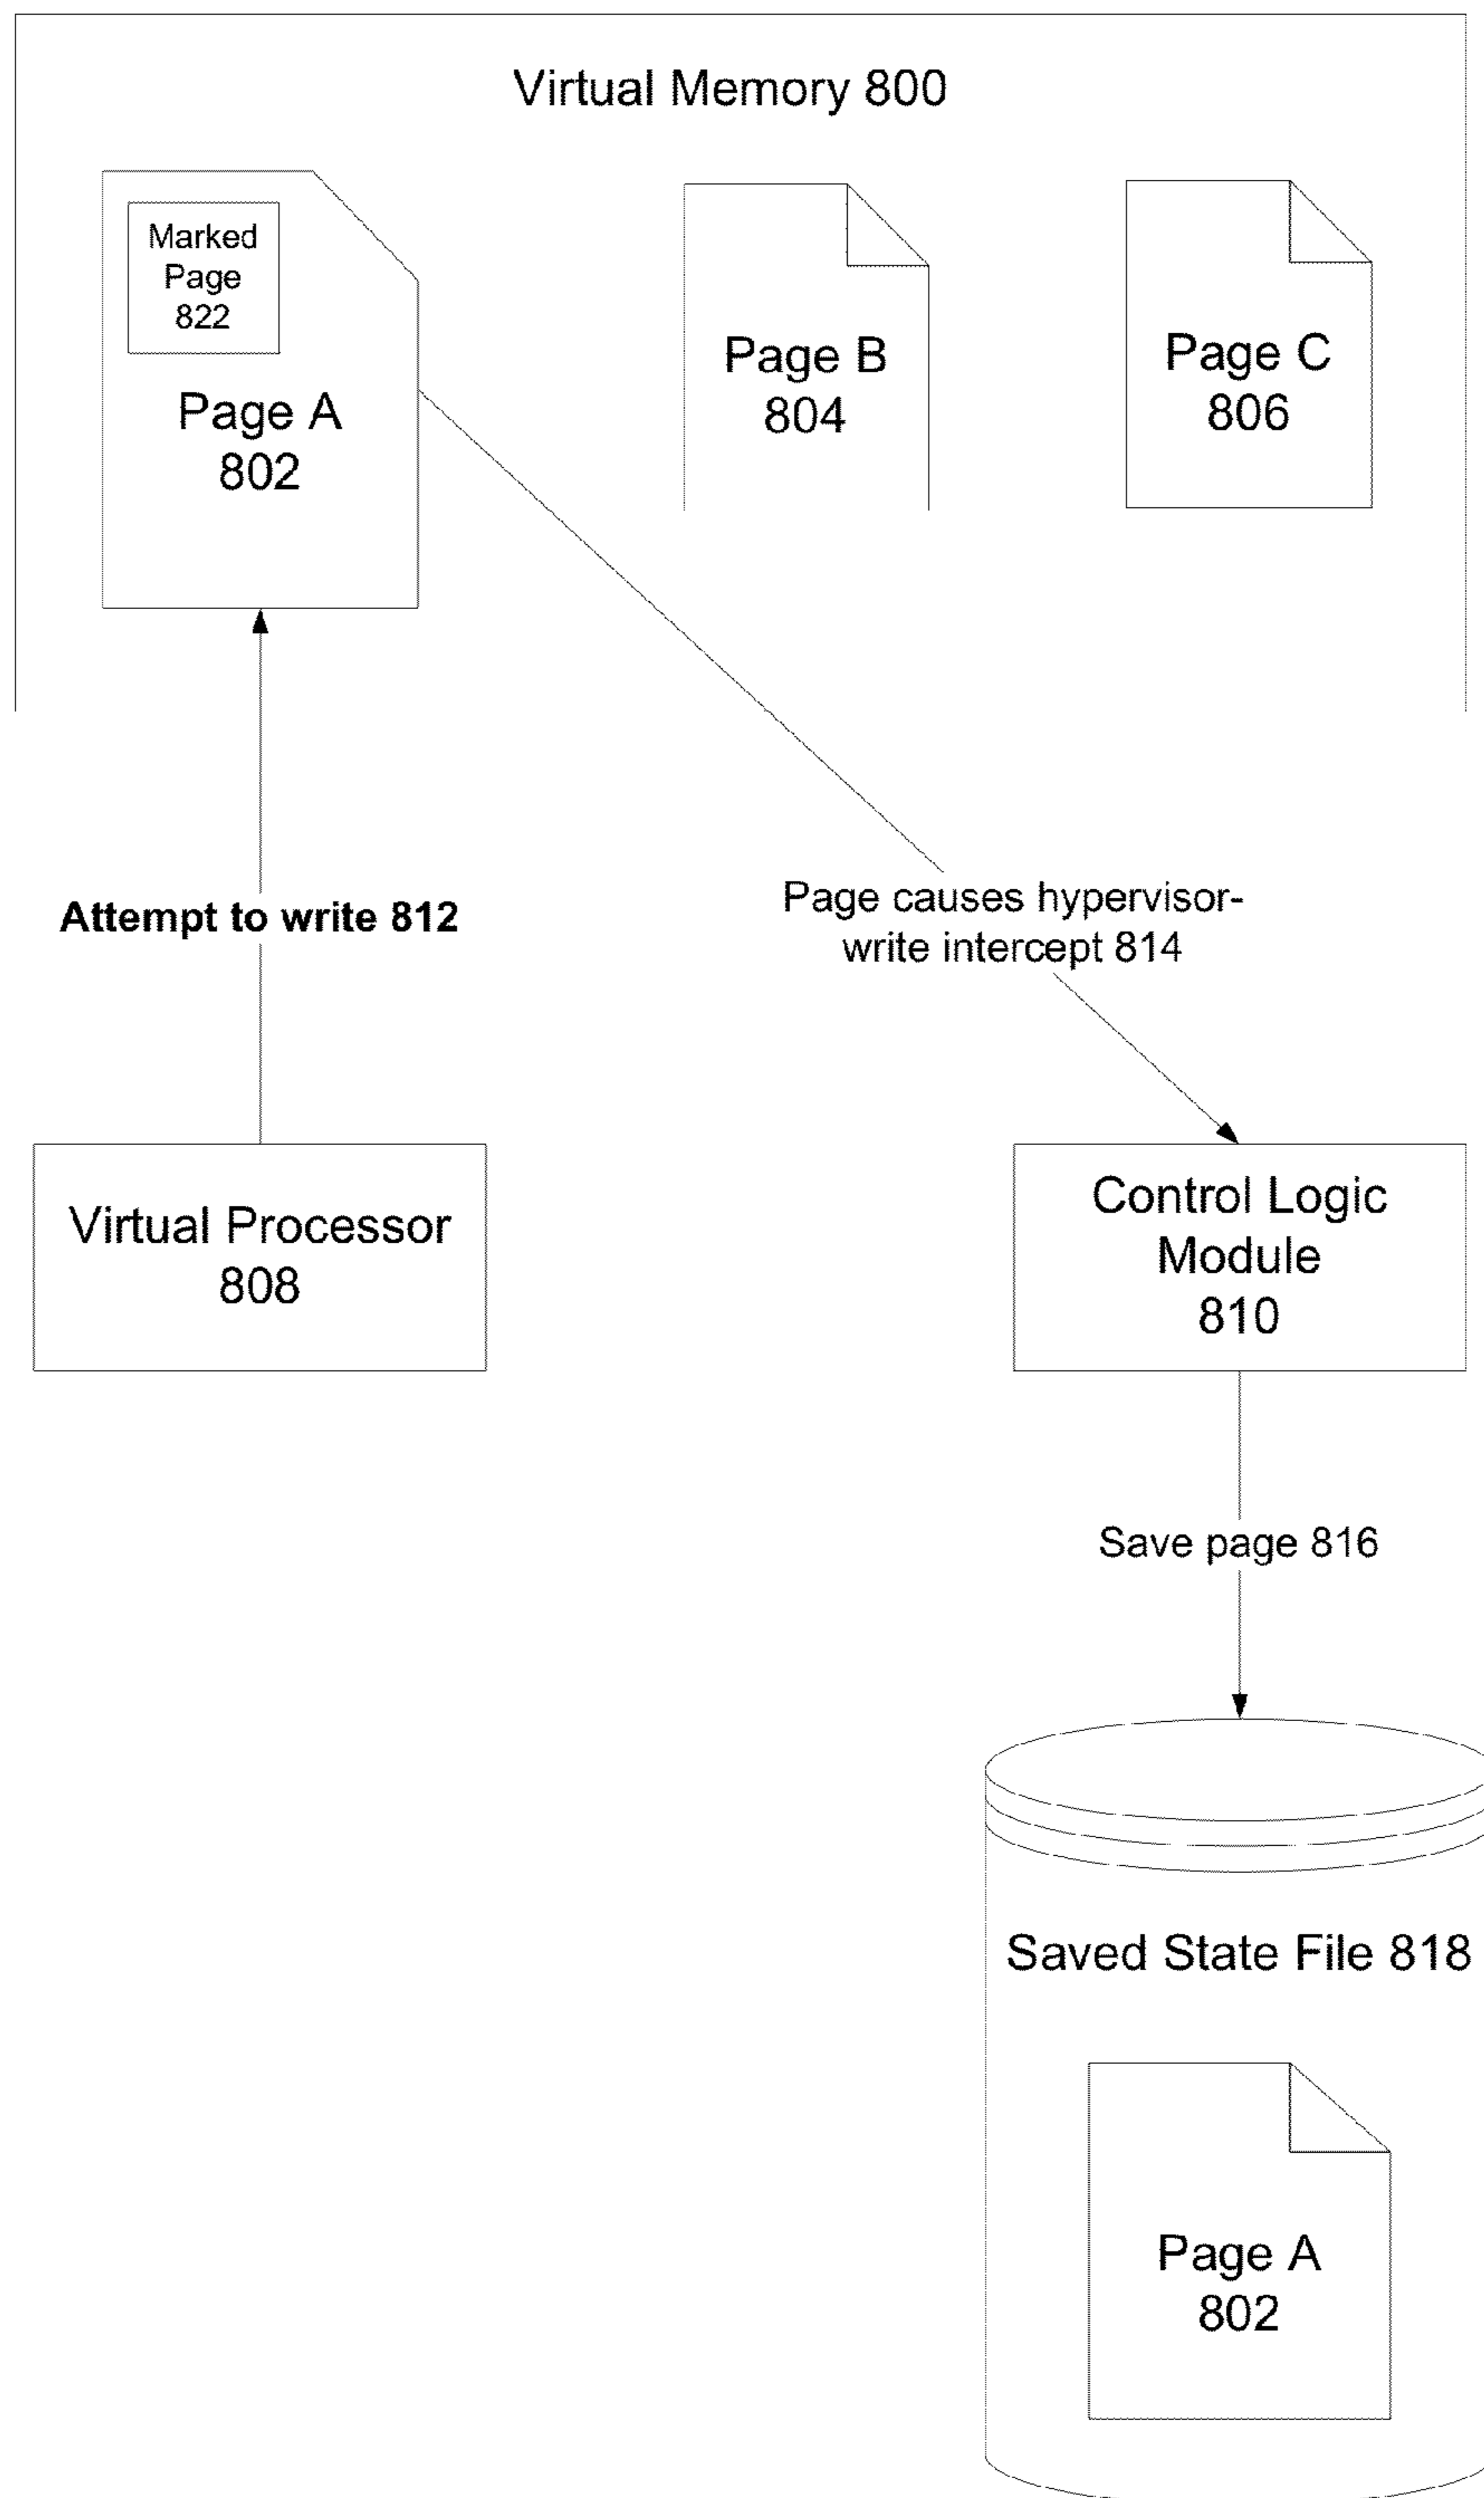 Virtual Memory 800
Marked
Page
822
Page A
802
Page B
804
Page C
806
Attempt to write 812
Page causes hypervisor-
write intercept 814
Virtual Processor
808
Control Logic
Module
810
Save page 816
Saved State File 818
Page A
802